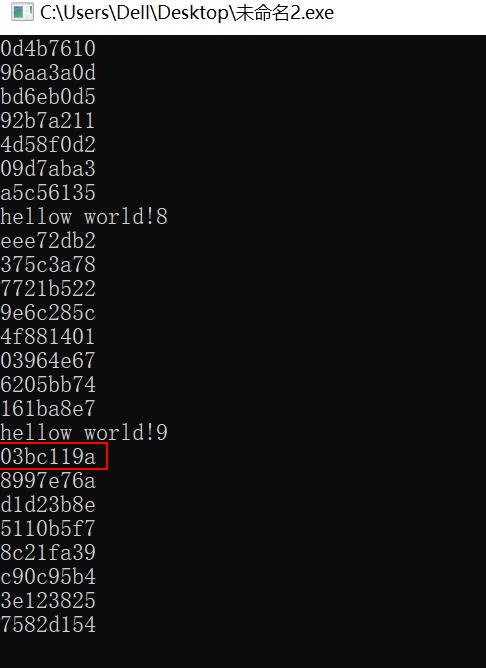 C:\Users\Dell\Desktop\未命名2.exe
0d4b7610
96aa3a0d
bd6eb0d5
92b7a211
4d58f0d2
09d7aba3
a5c56135
hellow world!8
eee72db2
375c3a78
7721b522
9e6c285c
4f881401
03964e67
6205bb74
161ba8e7
hellow world!9
03bc119a
8997e76a
d1d23b8e
5110b5f7
8c21fa39
c90c95b4
3e123825
7582d154